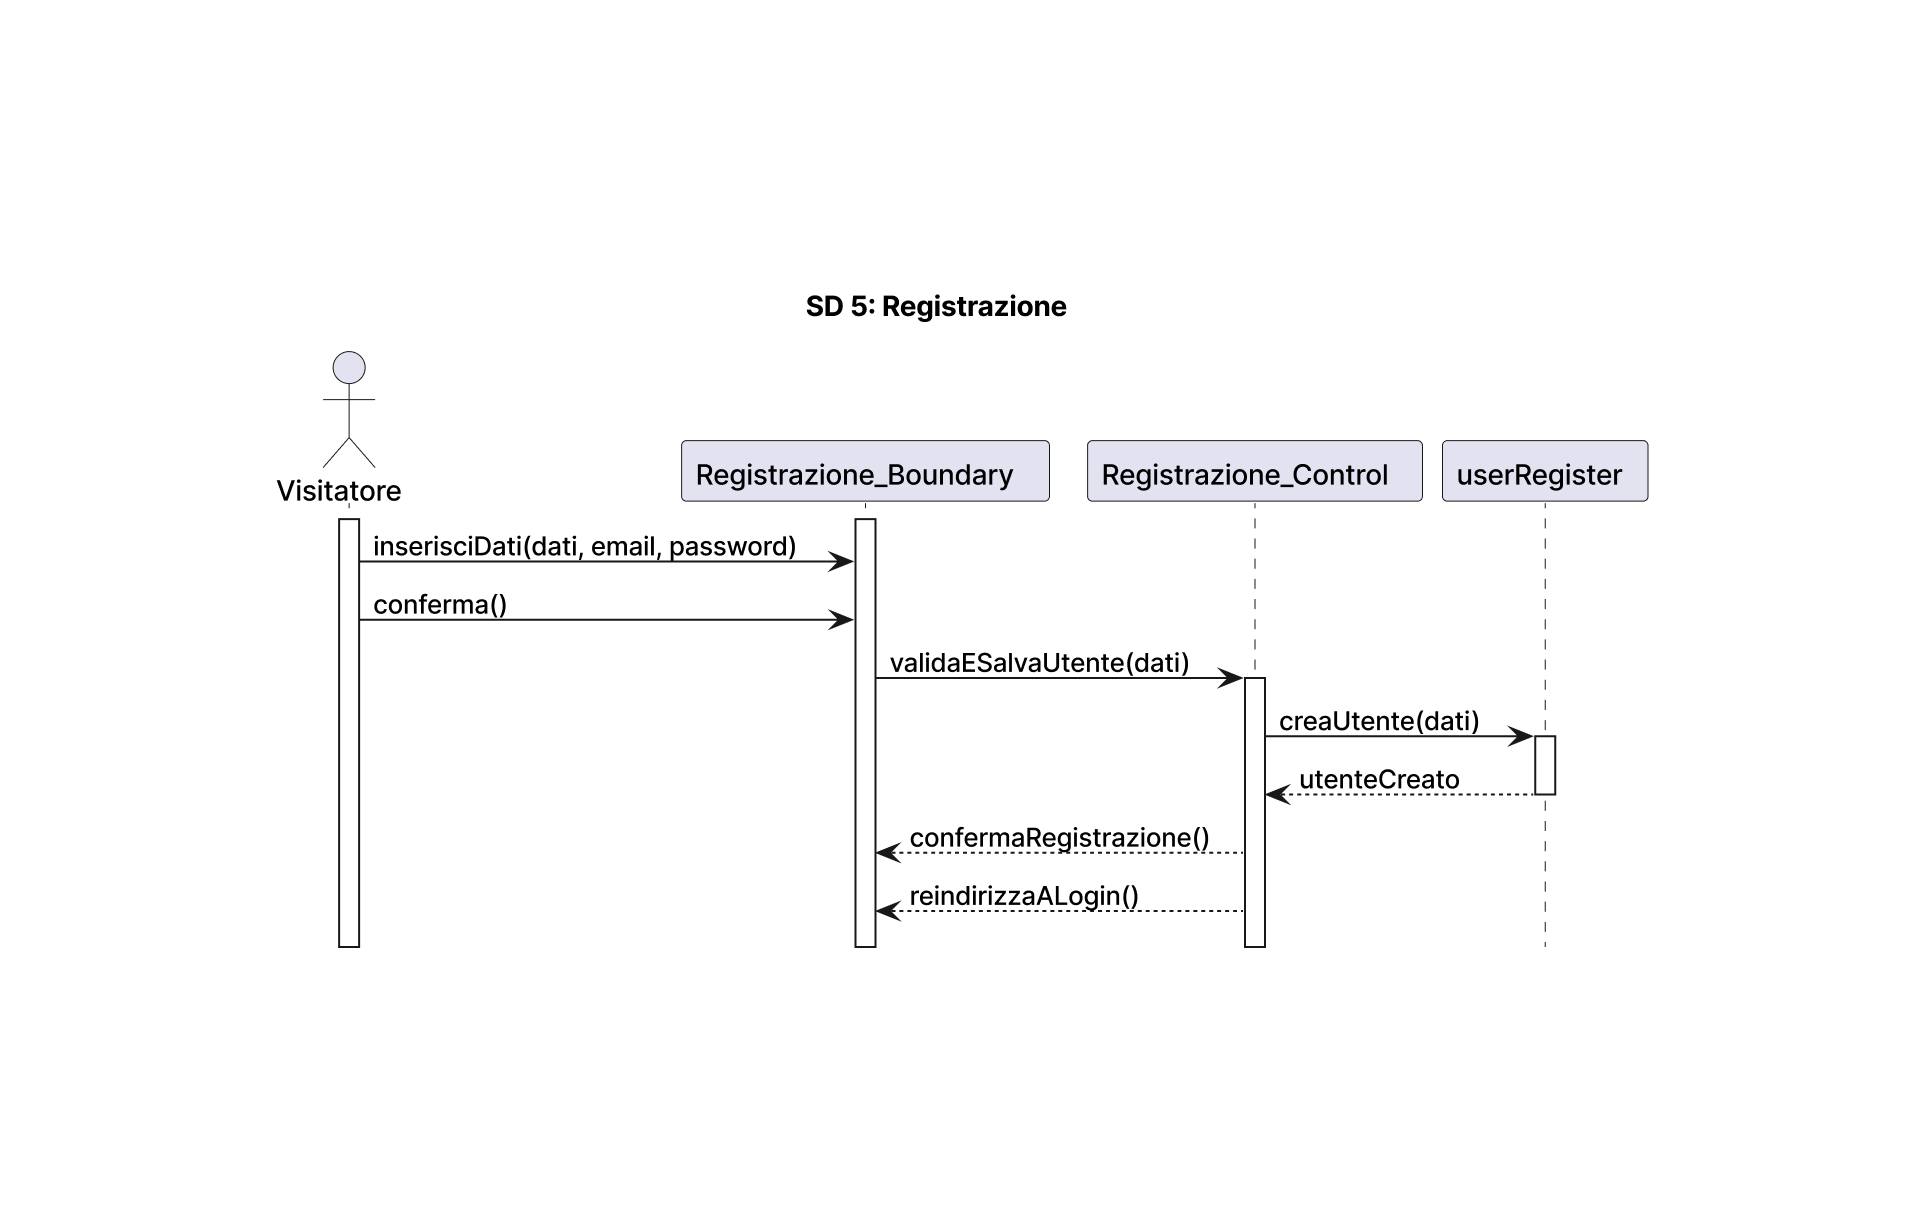 SD 5: Registrazione
Visitatore
Registrazione_Boundary
Registrazione_Control
userRegister
inserisciDati(dati, email, password)
conferma()
validaESalvaUtente(dati)
creaUtente(dati)
utenteCreato
confermaRegistrazione()
reindirizzaALogin()